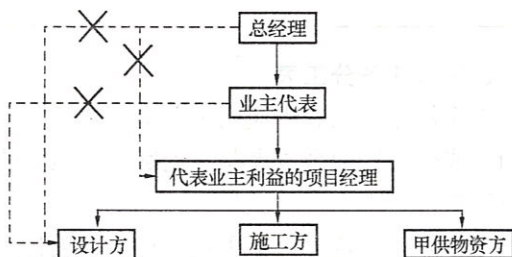 总经理
业主代表
代表业主利益的项目经理
设计方
施工方
甲供物资方